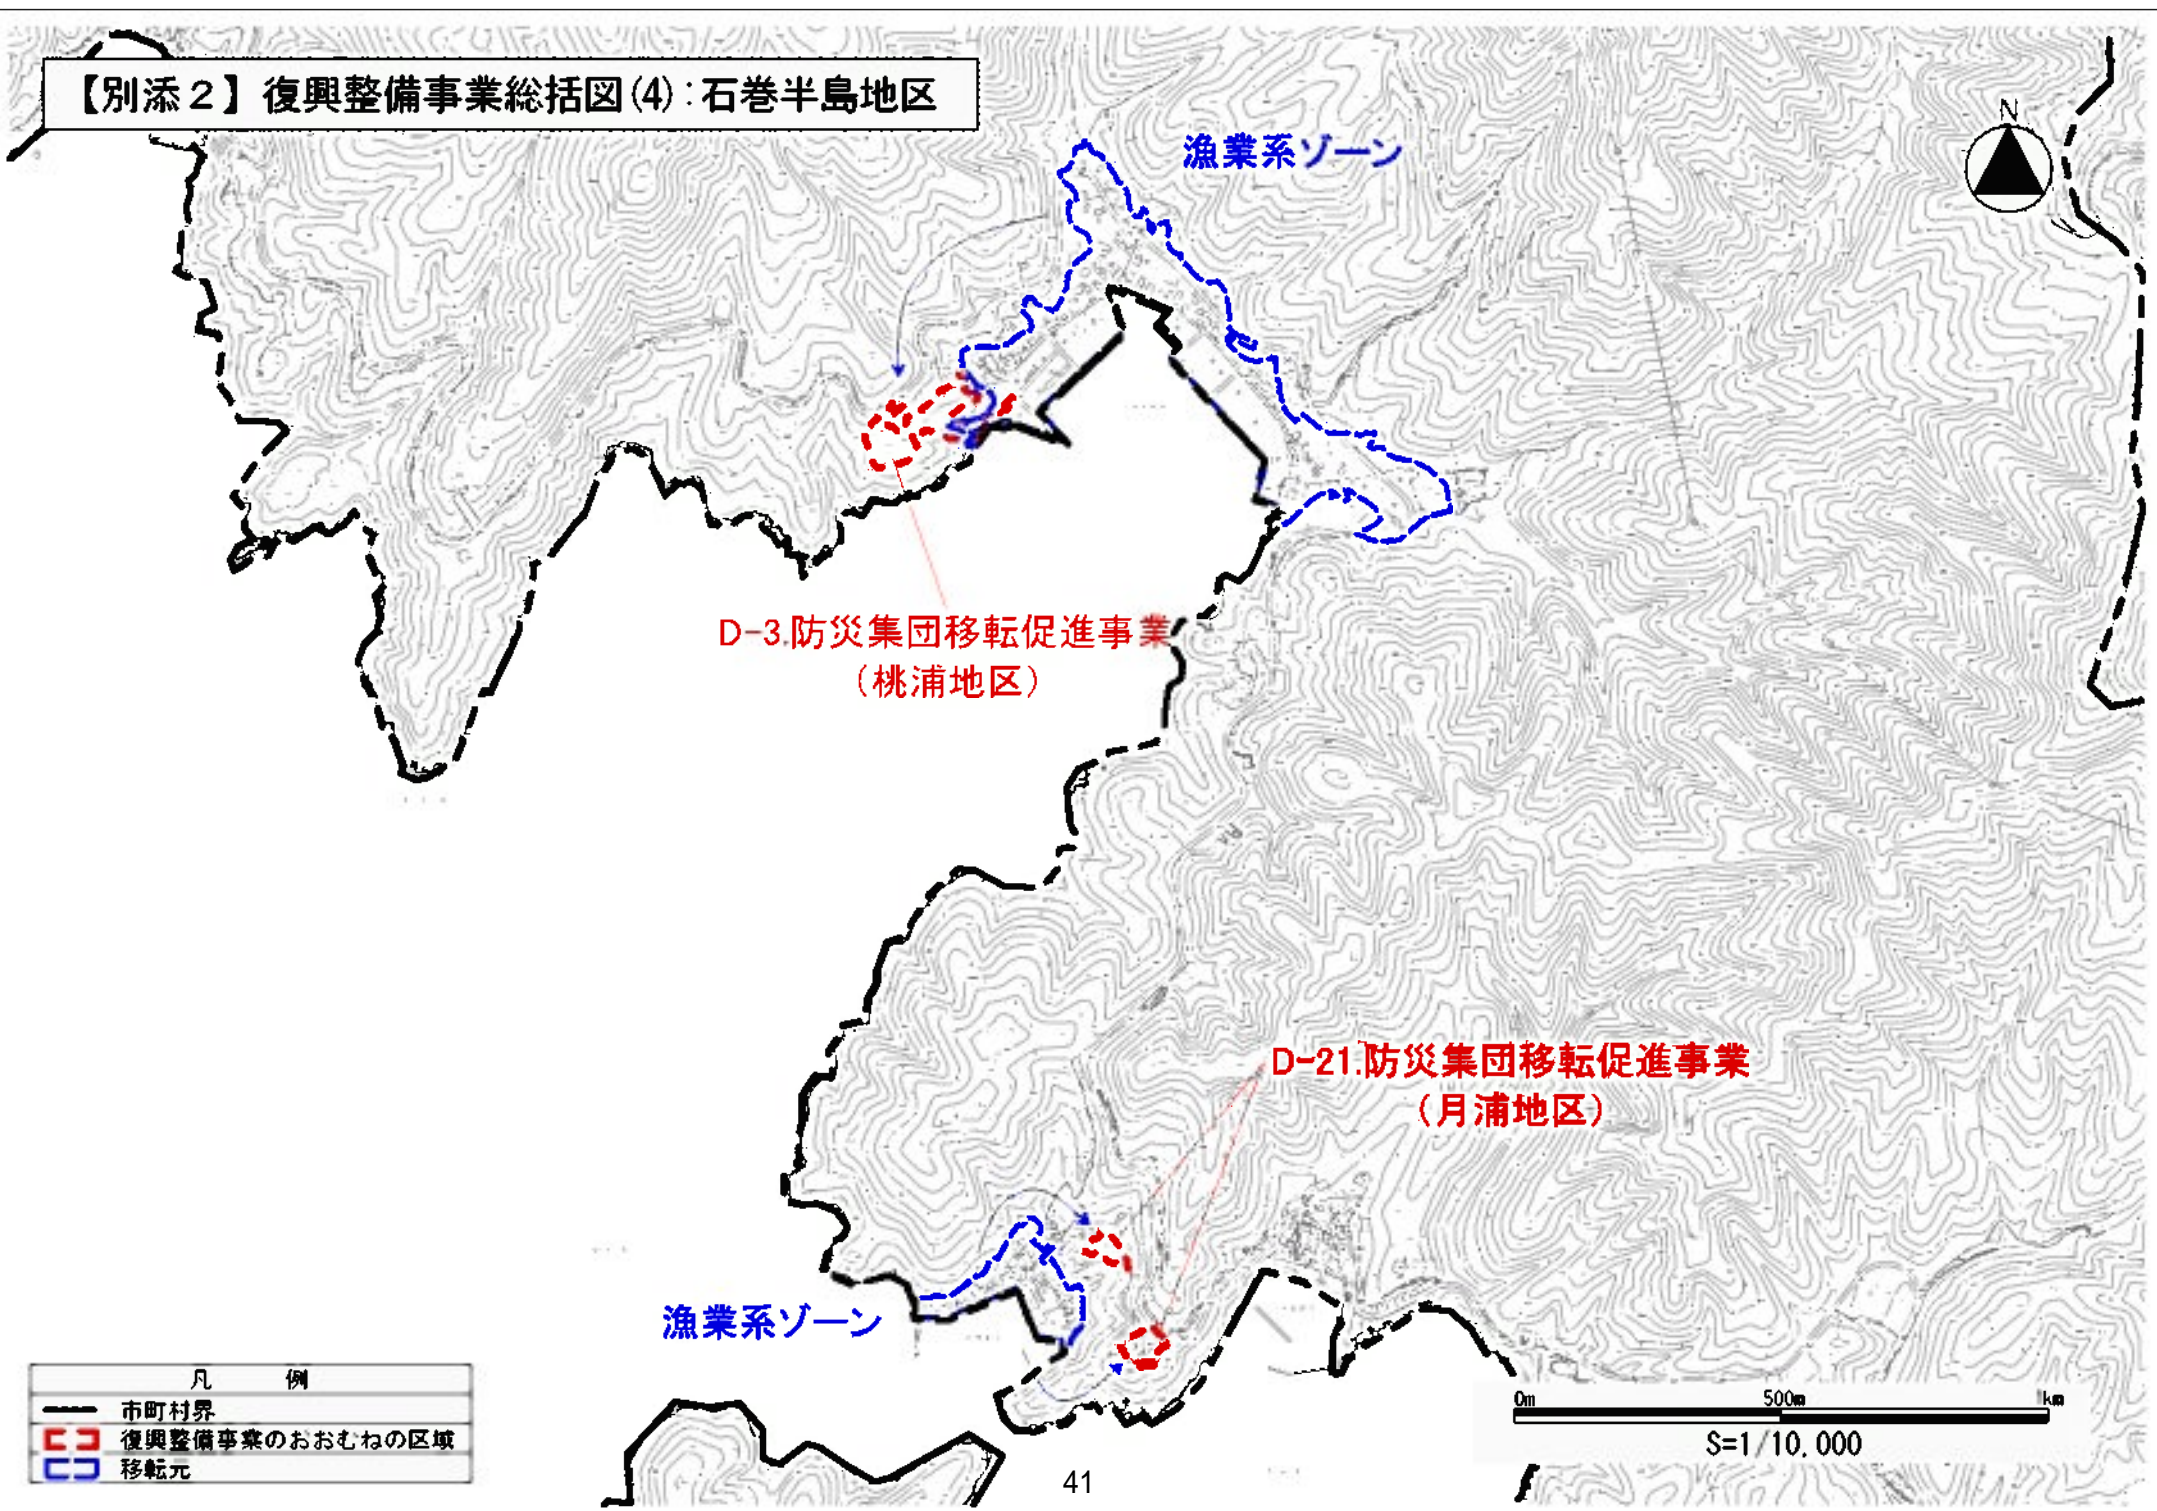 【別添２】復興整備事業総括図(4):石巻半島地区
漁業系ゾーン
N
D-3.防災集団移転促進事業
（桃浦地区）
D-21.防災集団移転促進事業
（月浦地区）
漁業系ゾーン
凡 例
市町村界
復興整備事業のおおむねの区域
移転元
0m 500m 1km
S=1/10,000
41